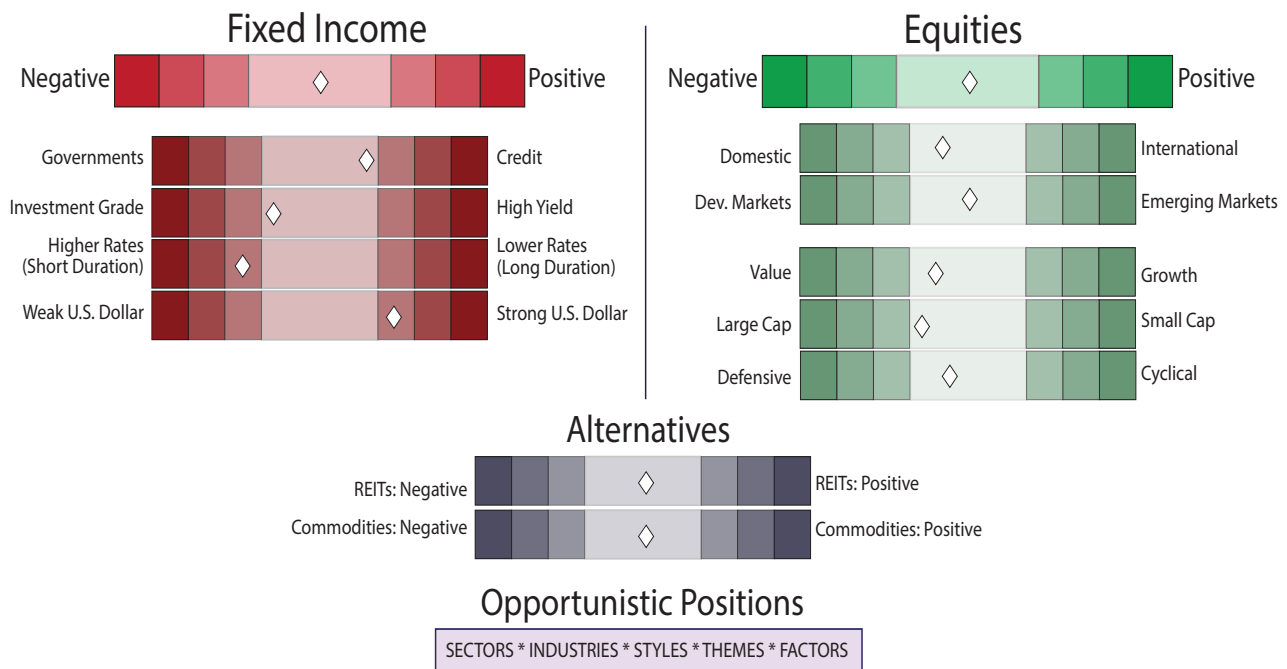 Fixed Income
Negative
Positive
Governments
Credit
Investment Grade
High Yield
Higher Rates
(Short Duration)
Lower Rates
(Long Duration)
Weak U.S. Dollar
Strong U.S. Dollar
Equities
Negative
Positive
Domestic
International
Dev. Markets
Emerging Markets
Value
Growth
Large Cap
Small Cap
Defensive
Cyclical
Alternatives
REITs: Negative
REITs: Positive
Commodities: Negative
Commodities: Positive
Opportunistic Positions
SECTORS * INDUSTRIES * STYLES * THEMES * FACTORS